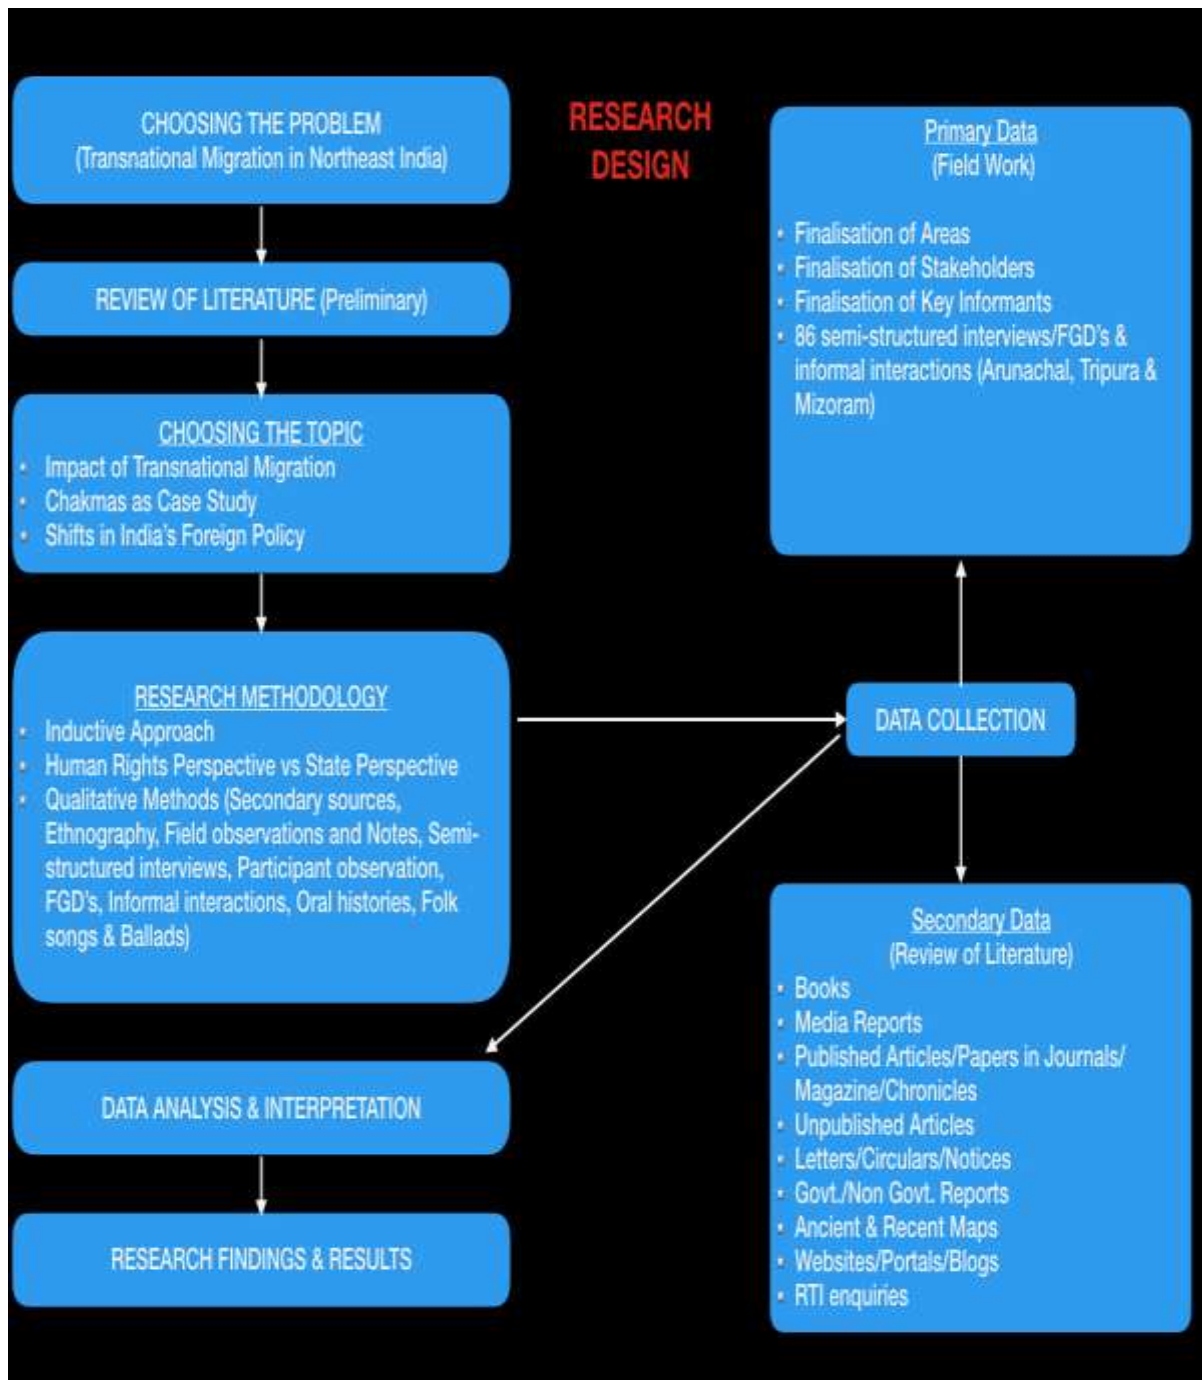 RESEARCH
DESIGN
CHOOSING THE PROBLEM
(Transnational Migration in Northeast India)
REVIEW OF LITERATURE (Preliminary)
CHOOSING THE TOPIC
• Impact of Transnational Migration
• Chakmas as Case Study
• Shifts in India's Foreign Policy
RESEARCH METHODOLOGY
• Inductive Approach
• Human Rights Perspective vs State Perspective
• Qualitative Methods (Secondary sources,
Ethnography, Field observations and Notes, Semi-
structured interviews, Participant observation,
FGD's, Informal interactions, Oral histories, Folk
songs & Ballads)
DATA COLLECTION
Primary Data
(Field Work)
• Finalisation of Areas
• Finalisation of Stakeholders
• Finalisation of Key Informants
• 86 semi-structured interviews/FGD's &
informal interactions (Arunachal, Tripura &
Mizoram)
Secondary Data
(Review of Literature)
• Books
• Media Reports
• Published Articles/Papers in Journals/
Magazine/Chronicles
• Unpublished Articles
• Letters/Circulars/Notices
• Govt./Non Govt. Reports
• Ancient & Recent Maps
• Websites/Portals/Blogs
• RTI enquiries
DATA ANALYSIS & INTERPRETATION
RESEARCH FINDINGS & RESULTS